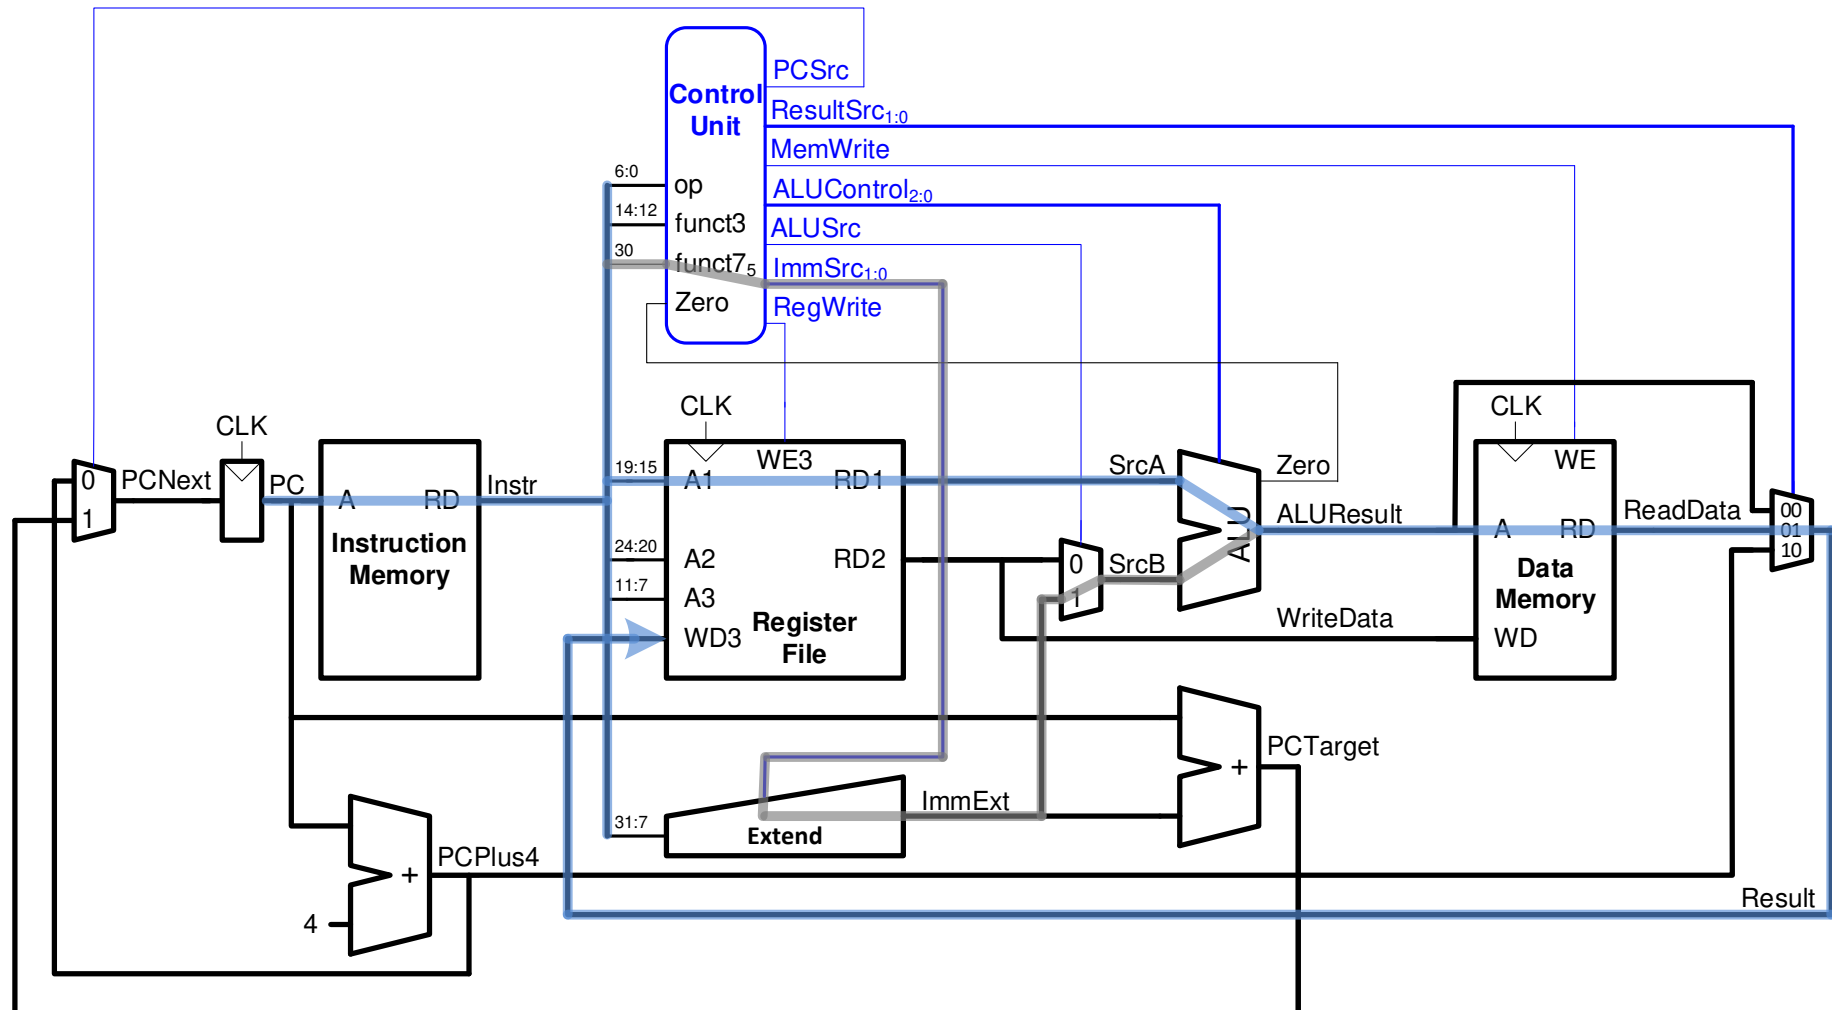 PCSrc
Control
Unit
ResultSrc1:0
MemWrite
6:0
op
ALUControl2:0
14:12
funct3
ALUSrc
30
funct75
ImmSrc1:0
Zero
RegWrite
CLK
CLK
CLK
0
PCNext
1
PC
A
RD
Instr
Instruction
Memory
19:15
A1
WE3
RD1
SrcA
24:20
A2
RD2
11:7
A3
WD3
Register
File
0
1
SrcB
ALU
Zero
ALUResult
WE
A
RD
Data
Memory
WriteData
WD
ReadData
00
01
10
+
PCTarget
31:7
Extend
ImmExt
+
PCPlus4
4
Result